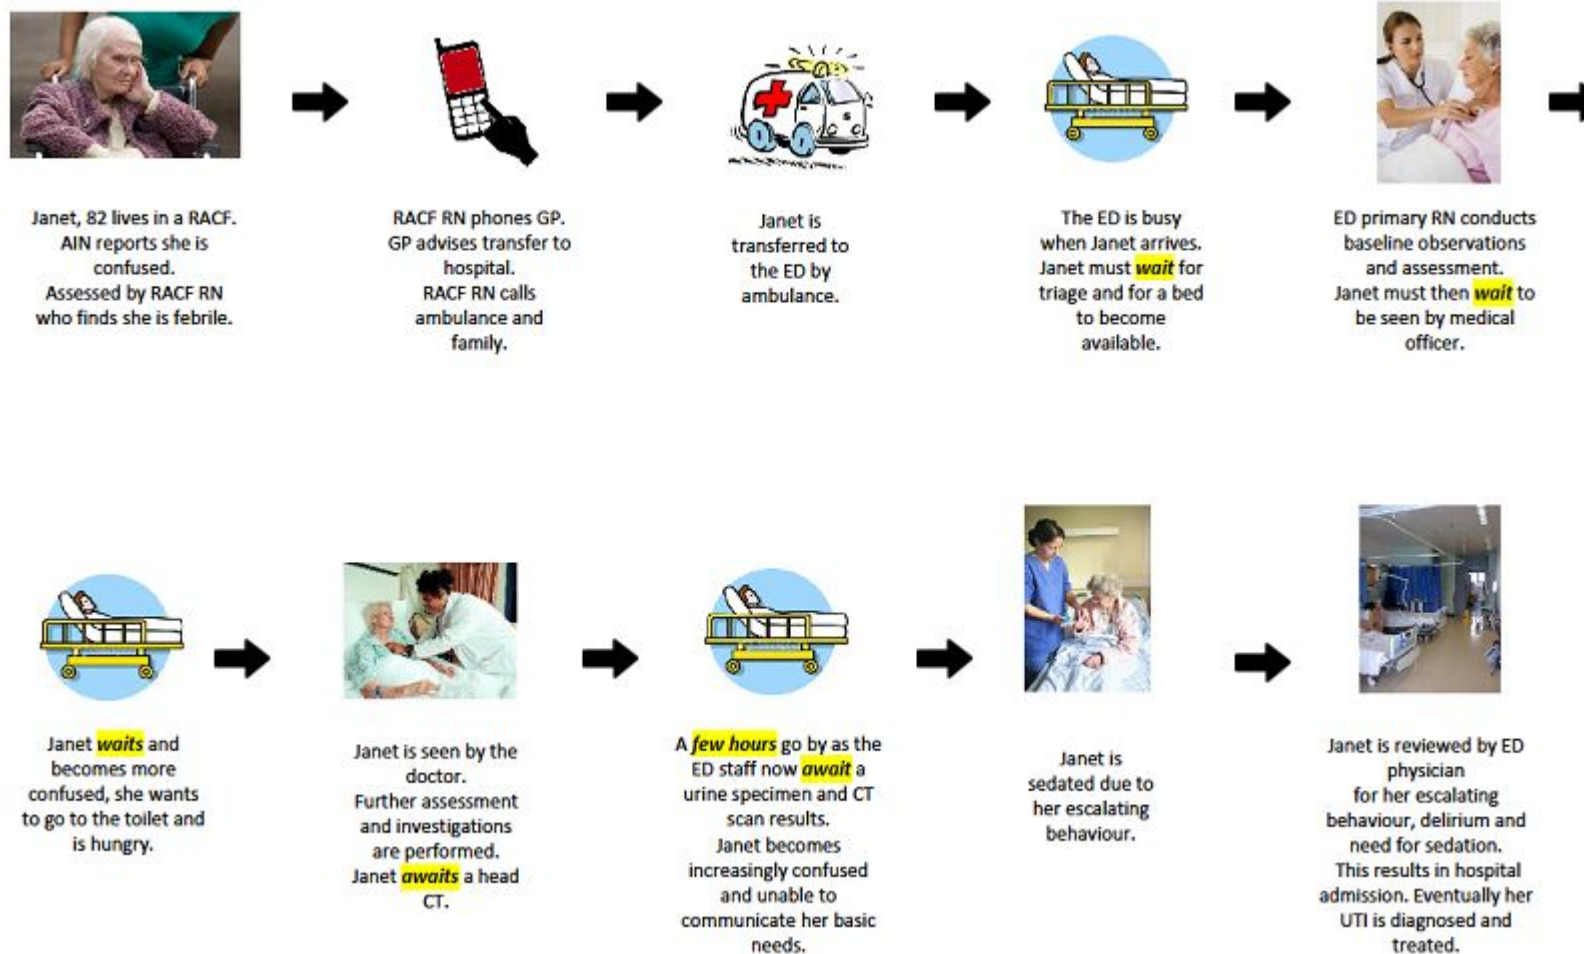 Janet, 82 lives in a RACF.
AIN reports she is
confused.
Assessed by RACF RN
who finds she is febrile.
RACF RN phones GP.
GP advises transfer to
hospital.
RACF RN calls
ambulance and
family.
Janet is
transferred to
the ED by
ambulance.
The ED is busy
when Janet arrives.
Janet must wait for
triage and for a bed
to become
available.
ED primary RN conducts
baseline observations
and assessment.
Janet must then wait to
be seen by medical
officer.
Janet waits and
becomes more
confused, she wants
to go to the toilet and
is hungry.
Janet is seen by the
doctor.
Further assessment
and investigations
are performed.
Janet awaits a head
CT.
A few hours go by as the
ED staff now await a
urine specimen and CT
scan results.
Janet becomes
increasingly confused
and unable to
communicate her basic
needs.
Janet is
sedated due to
her escalating
behaviour.
Janet is reviewed by ED
physician
for her escalating
behaviour, delirium and
need for sedation.
This results in hospital
admission. Eventually her
UTI is diagnosed and
treated.